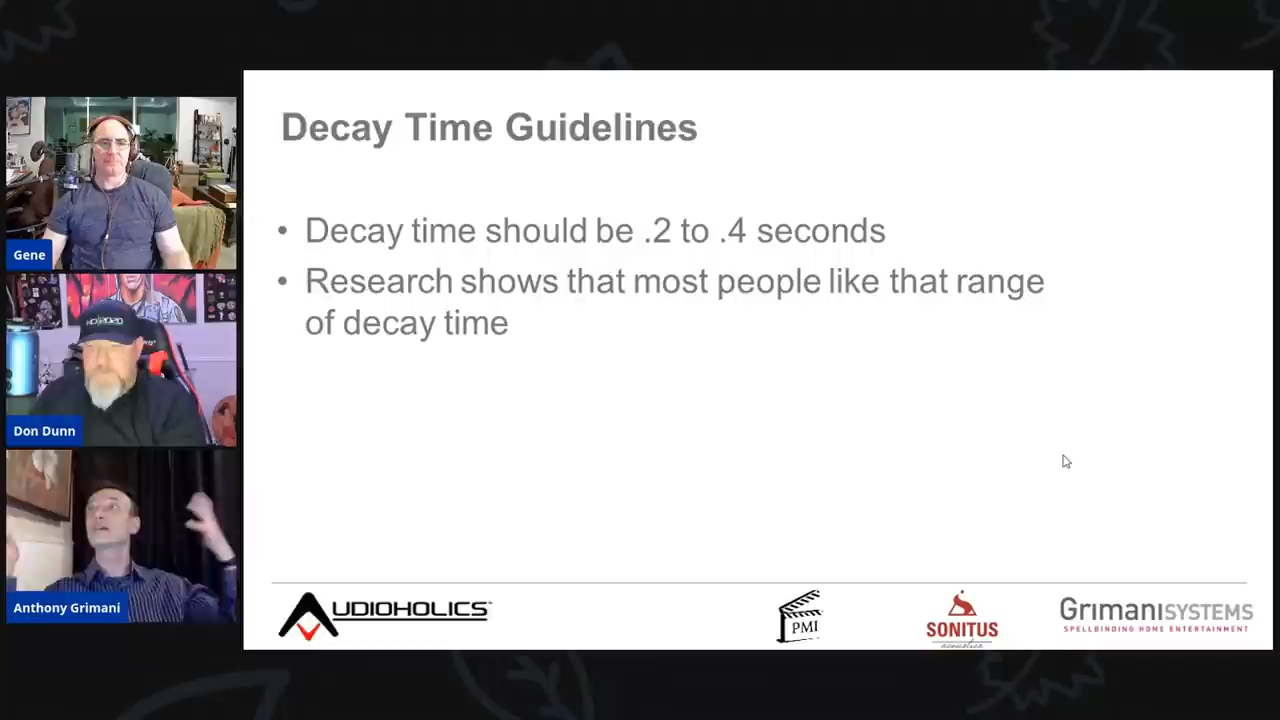 Decay Time Guidelines
• Decay time should be .2 to .4 seconds
• Research shows that most people like that range
of decay time
Gene
Don Dunn
Anthony Grimani
AUDIOHOLICS
PMI
SONITUS
acoustics
GRIMANISYSTEMS
SPELLBINDING HOME ENTERTAINMENT